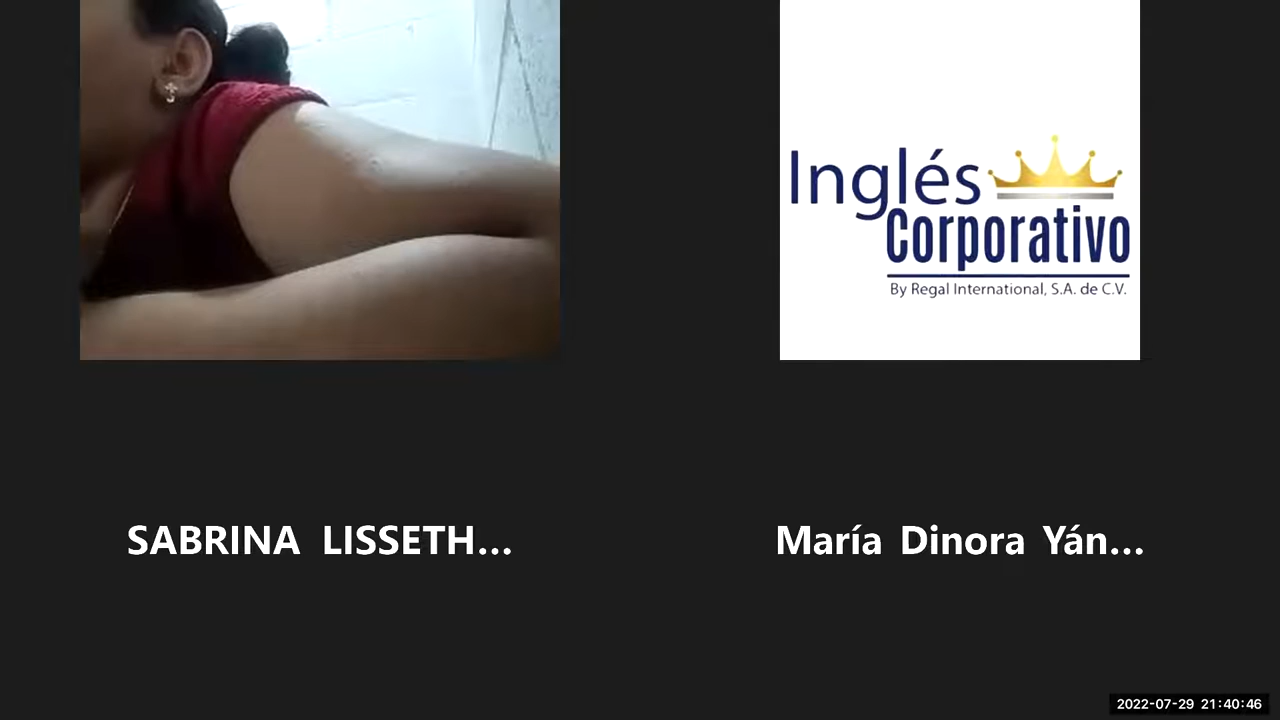 Inglés
Corporativo
By Regal International, S.A. de C.V.
SABRINA LISSETH...
María Dinora Yán...
2022-07-29 21:40:46